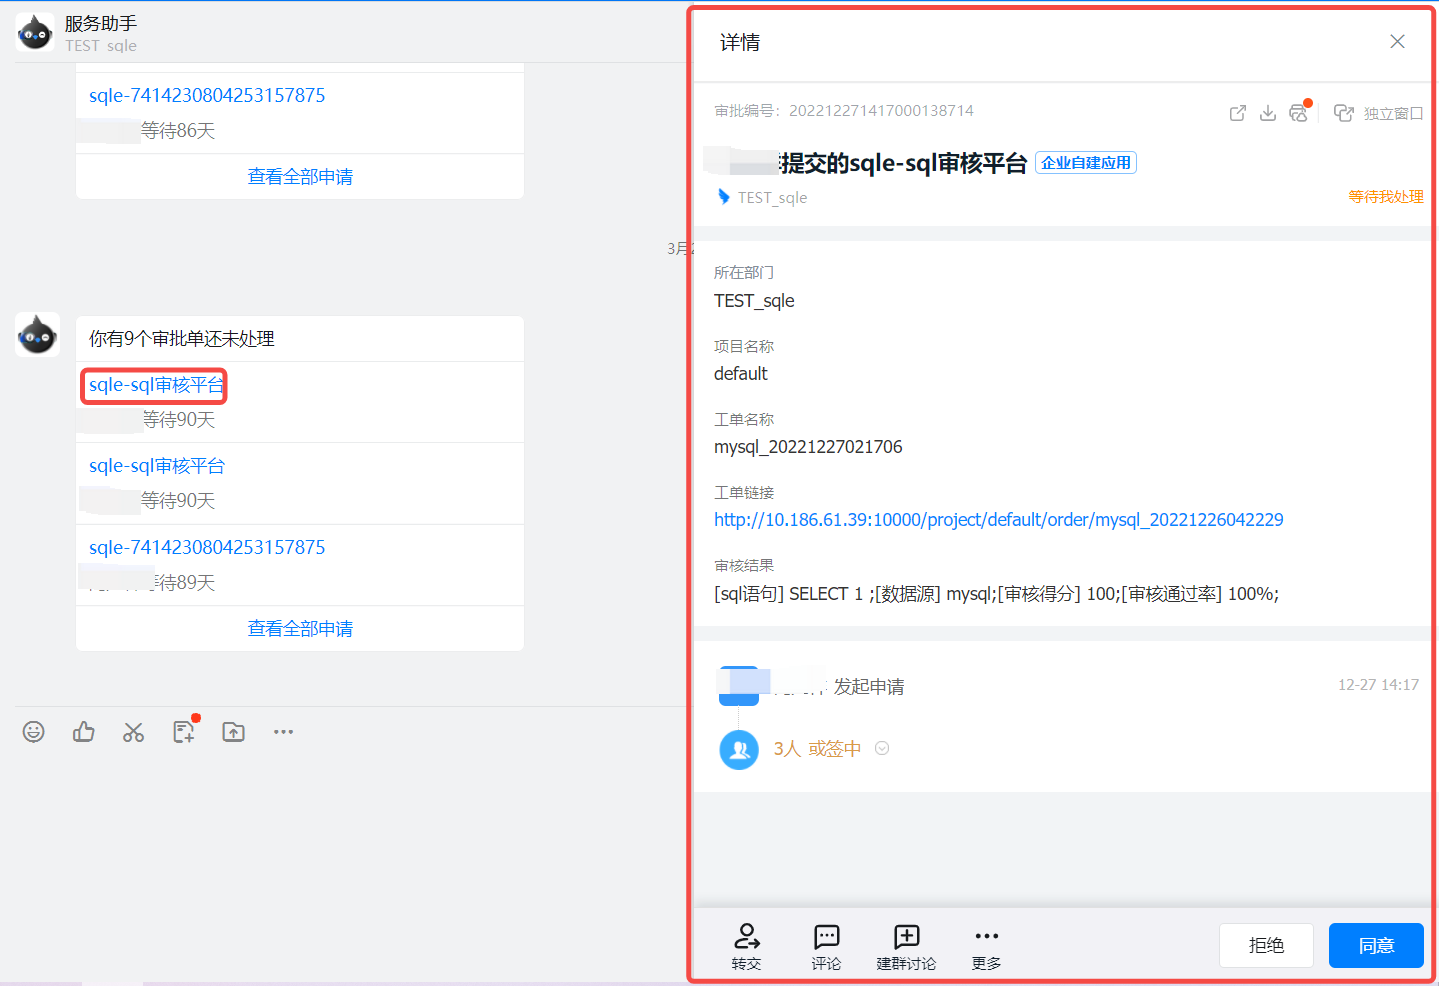 服务助手
TEST sqle
sqle-7414230804253157875
等待86天
查看全部申请
3月2
你有9个审批单还未处理
sqle-sql审核平台
等待90天
sqle-sql审核平台
等待90天
sqle-7414230804253157875
等待89天
查看全部申请
详情
审批编号：202212271417000138714
独立窗口
提交的sqle-sql审核平台 企业自建应用
TEST_sqle
等待我处理
所在部门
TEST_sqle
项目名称
default
工单名称
mysql_20221227021706
工单链接
http://10.186.61.39:10000/project/default/order/mysql_20221226042229
审核结果
[sql语句] SELECT 1 ;[数据源] mysql;[审核得分] 100;[审核通过率] 100%;
发起申请
12-27 14:17
3人 或签中
转交
评论
建群讨论
更多
拒绝
同意